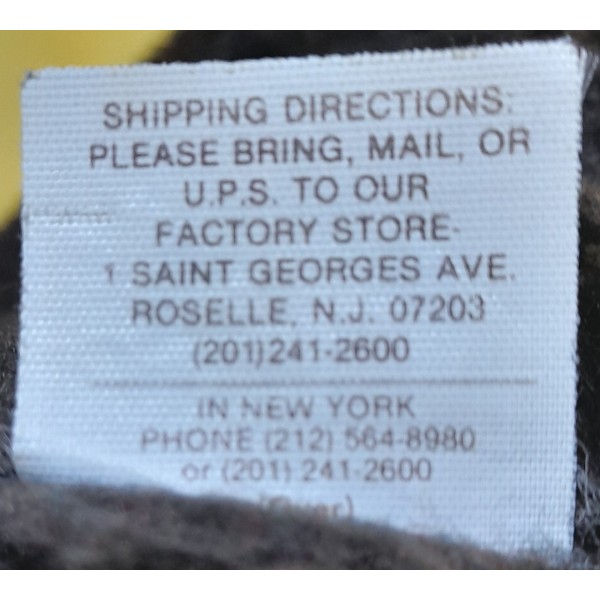 SHIPPING DIRECTIONS:
PLEASE BRING, MAIL, OR
U.P.S. TO OUR
FACTORY STORE-
1 SAINT GEORGES AVE.
ROSELLE, N.J. 07203
(201)241-2600
IN NEW YORK
PHONE (212) 564-8980
or (201) 241-2600
(Over)